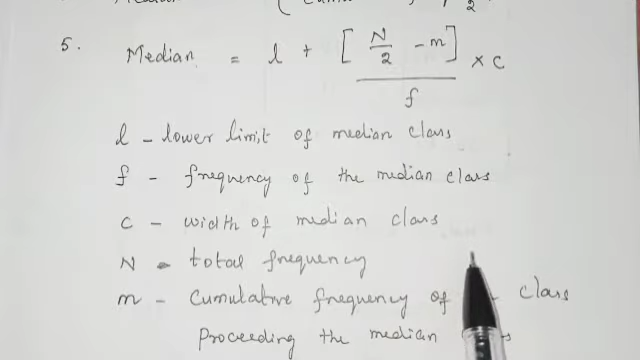 5. Median = l + [N/2 - m]/f × c
l - lower limit of median class
f - frequency of the median class
c - width of median class
N - total frequency
m - Cumulative frequency of class
Proceeding the median